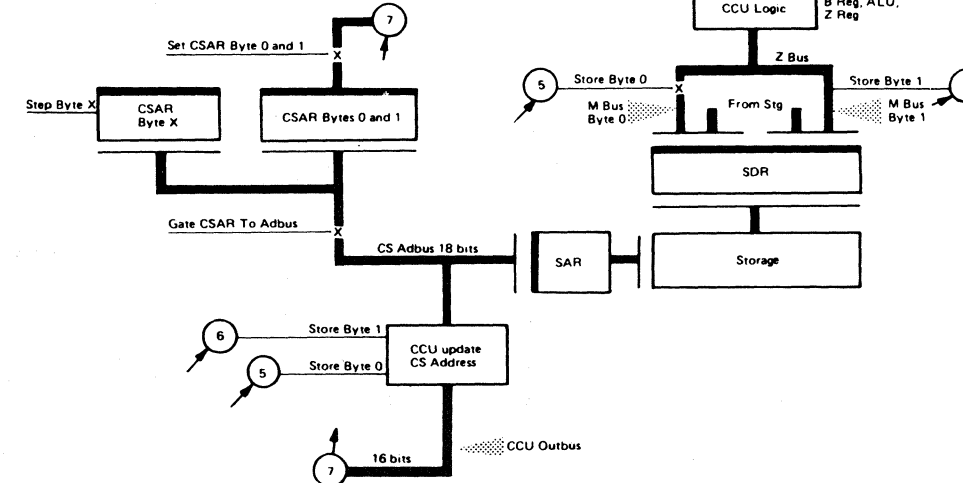 7
CCU Logic
B Reg, ALU,
Z Reg
Set CSAR Byte 0 and 1
X
Z Bus
5
Store Byte 0
X
Store Byte 1
Step Byte X
CSAR
Byte X
CSAR Bytes 0 and 1
M Bus
Byte 0
From Stg
M Bus
Byte 1
SDR
Gate CSAR To Adbus
X
CS Adbus 18 bits
SAR
Storage
6
Store Byte 1
5
Store Byte 0
CCU update
CS Address
CCU Outbus
7
16 bits